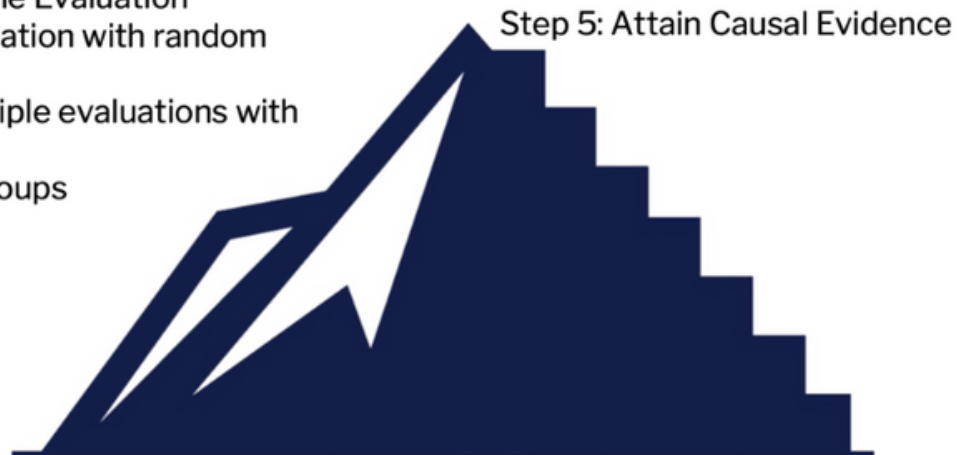 Evaluation
ation with random
Step 5: Attain Causal Evidence
iple evaluations with
oups